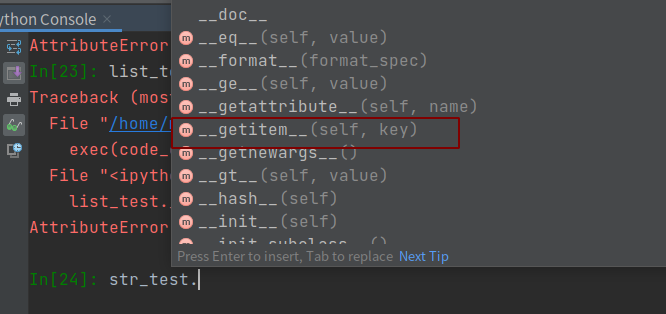 ython Console ×
AttributeError
In[23]: list_te
Traceback (mos
File "/home/
exec(code_
File "<ipyth
list_test.
AttributeError
In[24]: str_test.
__doc__
m __eq__(self, value)
m __format__(format_spec)
m __ge__(self, value)
m __getattribute__(self, name)
m __getitem__(self, key)
m __getnewargs__()
m __gt__(self, value)
m __hash__(self)
m __init__(self)
m __init_subclass__()
Press Enter to insert, Tab to replace Next Tip